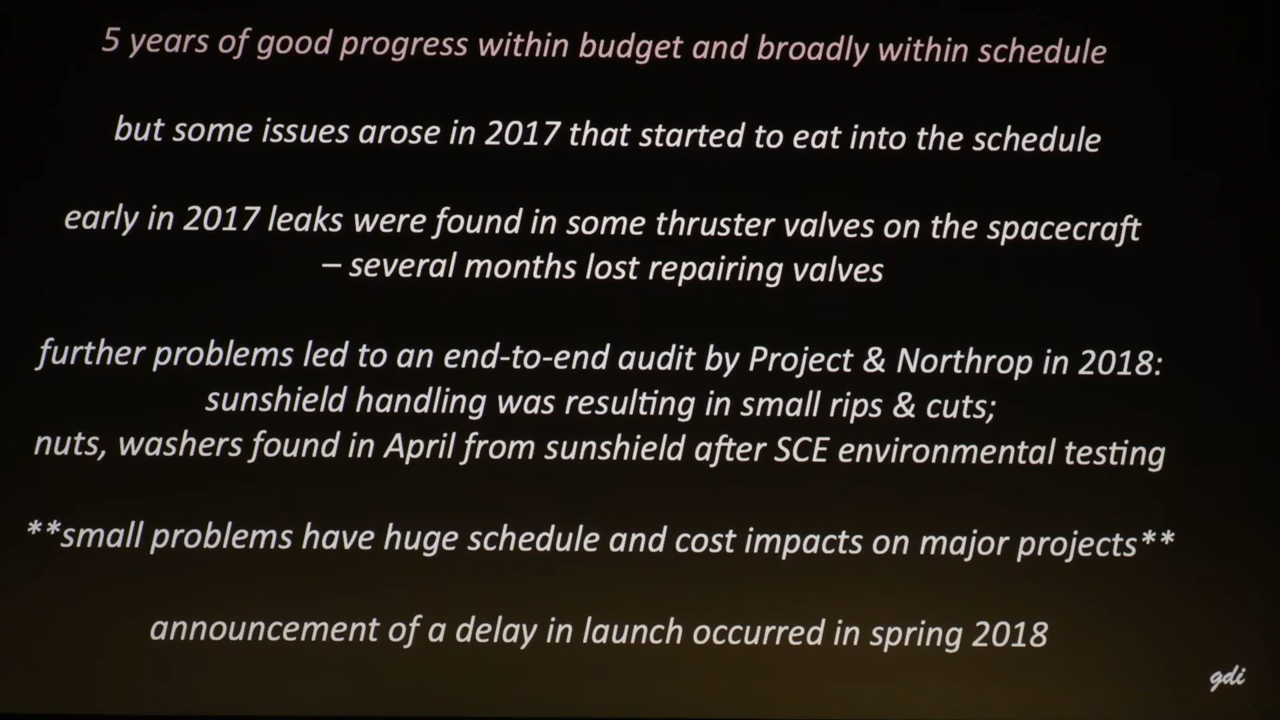 5 years of good progress within budget and broadly within schedule
but some issues arose in 2017 that started to eat into the schedule
early in 2017 leaks were found in some thruster valves on the spacecraft
– several months lost repairing valves
further problems led to an end-to-end audit by Project & Northrop in 2018:
sunshield handling was resulting in small rips & cuts;
nuts, washers found in April from sunshield after SCE environmental testing
**small problems have huge schedule and cost impacts on major projects**
announcement of a delay in launch occurred in spring 2018
gdi